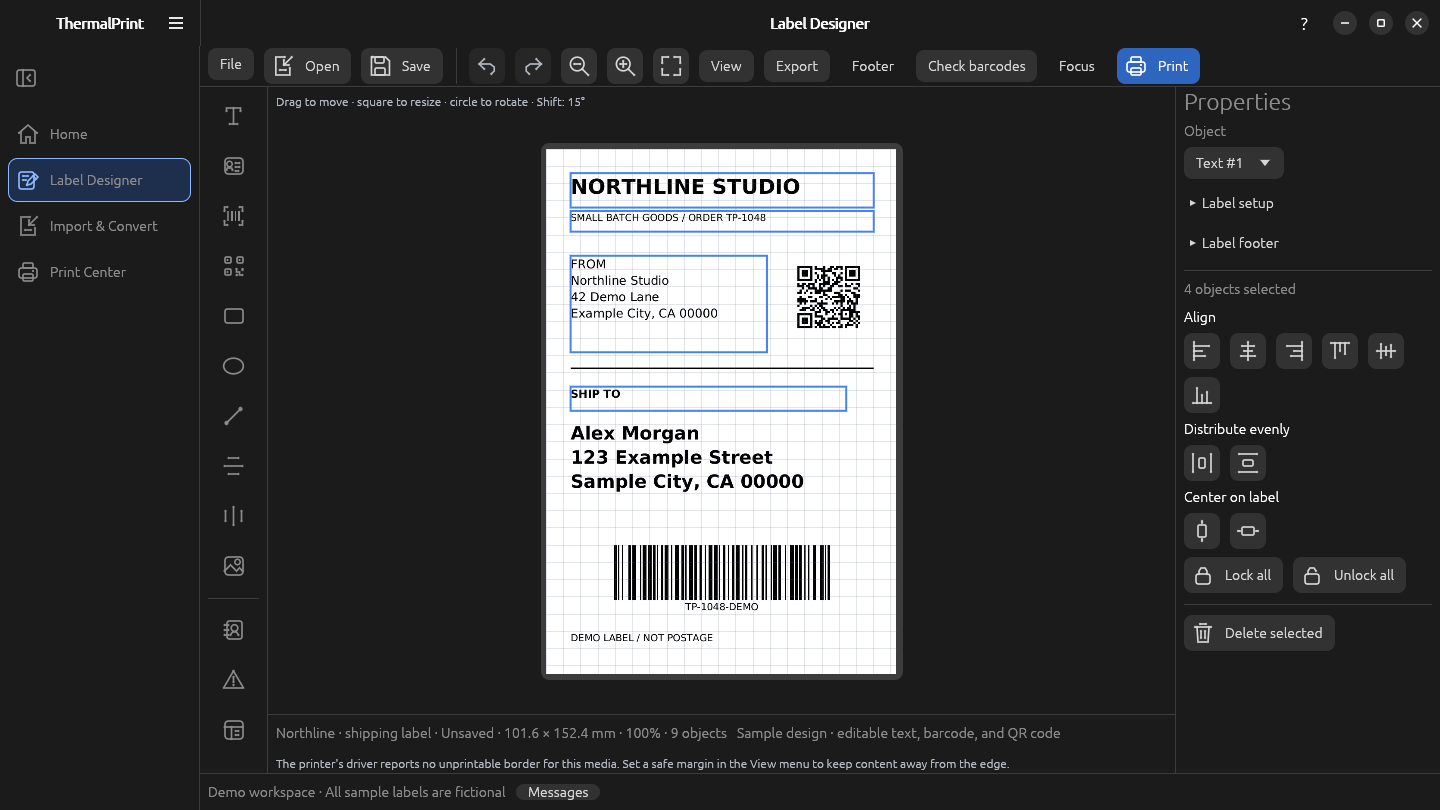 ThermalPrint
Label Designer
?
File
Open
Save
View
Export
Footer
Check barcodes
Focus
Print
Home
Label Designer
Import & Convert
Print Center
Drag to move · square to resize · circle to rotate · Shift: 15°
NORTHLINE STUDIO
SMALL BATCH GOODS / ORDER TP-1048
FROM
Northline Studio
42 Demo Lane
Example City, CA 00000
SHIP TO
Alex Morgan
123 Example Street
Sample City, CA 00000
TP-1048-DEMO
DEMO LABEL / NOT POSTAGE
Properties
Object
Text #1
Label setup
Label footer
4 objects selected
Align
Distribute evenly
Center on label
Lock all
Unlock all
Delete selected
Northline · shipping label · Unsaved · 101.6 × 152.4 mm · 100% · 9 objects Sample design · editable text, barcode, and QR code
The printer's driver reports no unprintable border for this media. Set a safe margin in the View menu to keep content away from the edge.
Demo workspace · All sample labels are fictional
Messages